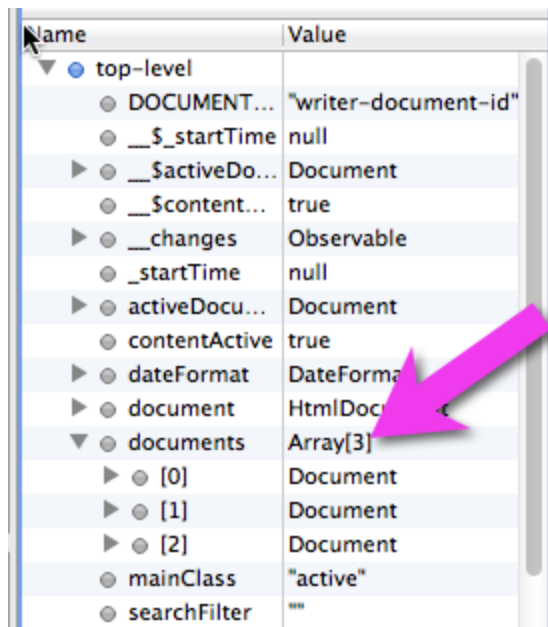 Name Value
top-level
DOCUMENT... "writer-document-id"
__$_startTime null
__$activeDo... Document
__$content... true
__changes Observable
_startTime null
activeDocu... Document
contentActive true
dateFormat DateForma
document HtmlDoc
documents Array[3]
[0] Document
[1] Document
[2] Document
mainClass "active"
searchFilter ""